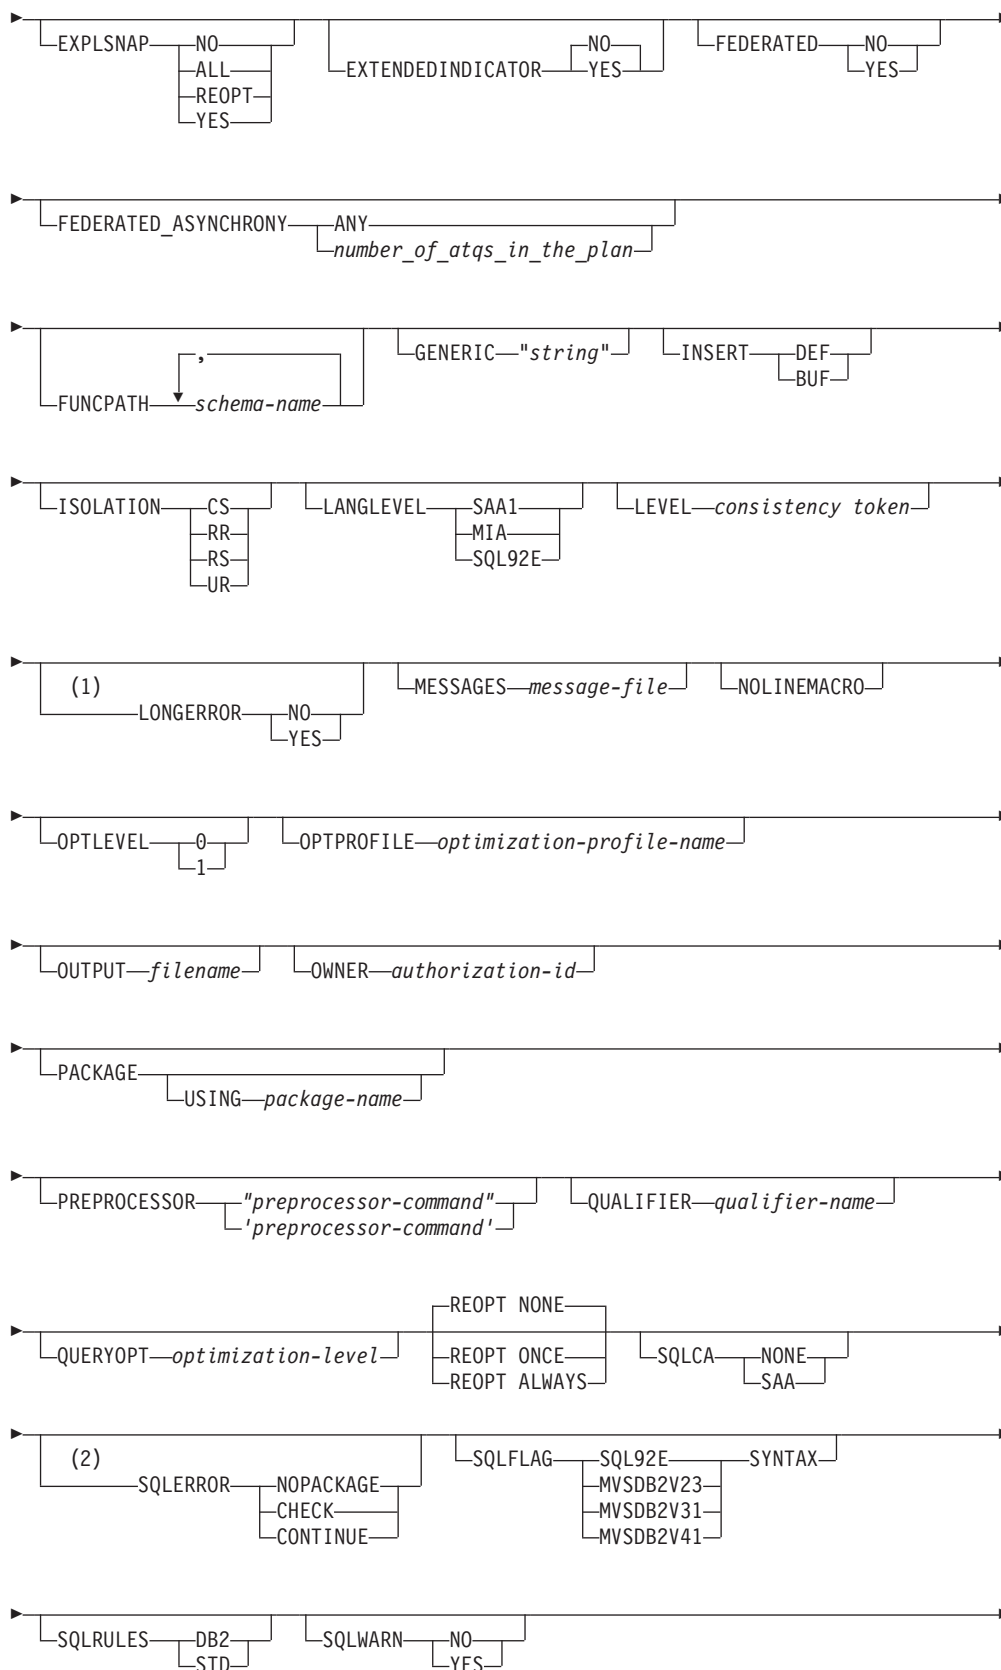 NO
EXPLSNAP NO FEDERATED NO
ALL EXTENDEDINDICATOR YES YES
REOPT
YES
FEDERATED_ASYNCHRONY ANY
number_of_atqs_in_the_plan
,
GENERIC "string" INSERT DEF
BUF
FUNCPATH schema-name
ISOLATION CS LANGLEVEL SAA1 LEVEL consistency token
RR MIA
RS SQL92E
UR
(1) MESSAGES message-file NOLINEMACRO
LONGERROR NO
YES
OPTLEVEL 0 OPTPROFILE optimization-profile-name
1
OUTPUT filename OWNER authorization-id
PACKAGE
USING package-name
PREPROCESSOR "preprocessor-command" QUALIFIER qualifier-name
'preprocessor-command'
REOPT NONE
QUERYOPT optimization-level REOPT ONCE SQLCA NONE
REOPT ALWAYS SAA
(2) SQLFLAG SQL92E SYNTAX
SQLERROR NOPACKAGE MVSDB2V23
CHECK MVSDB2V31
CONTINUE MVSDB2V41
SQLRULES DB2 SQLWARN NO
STD YES